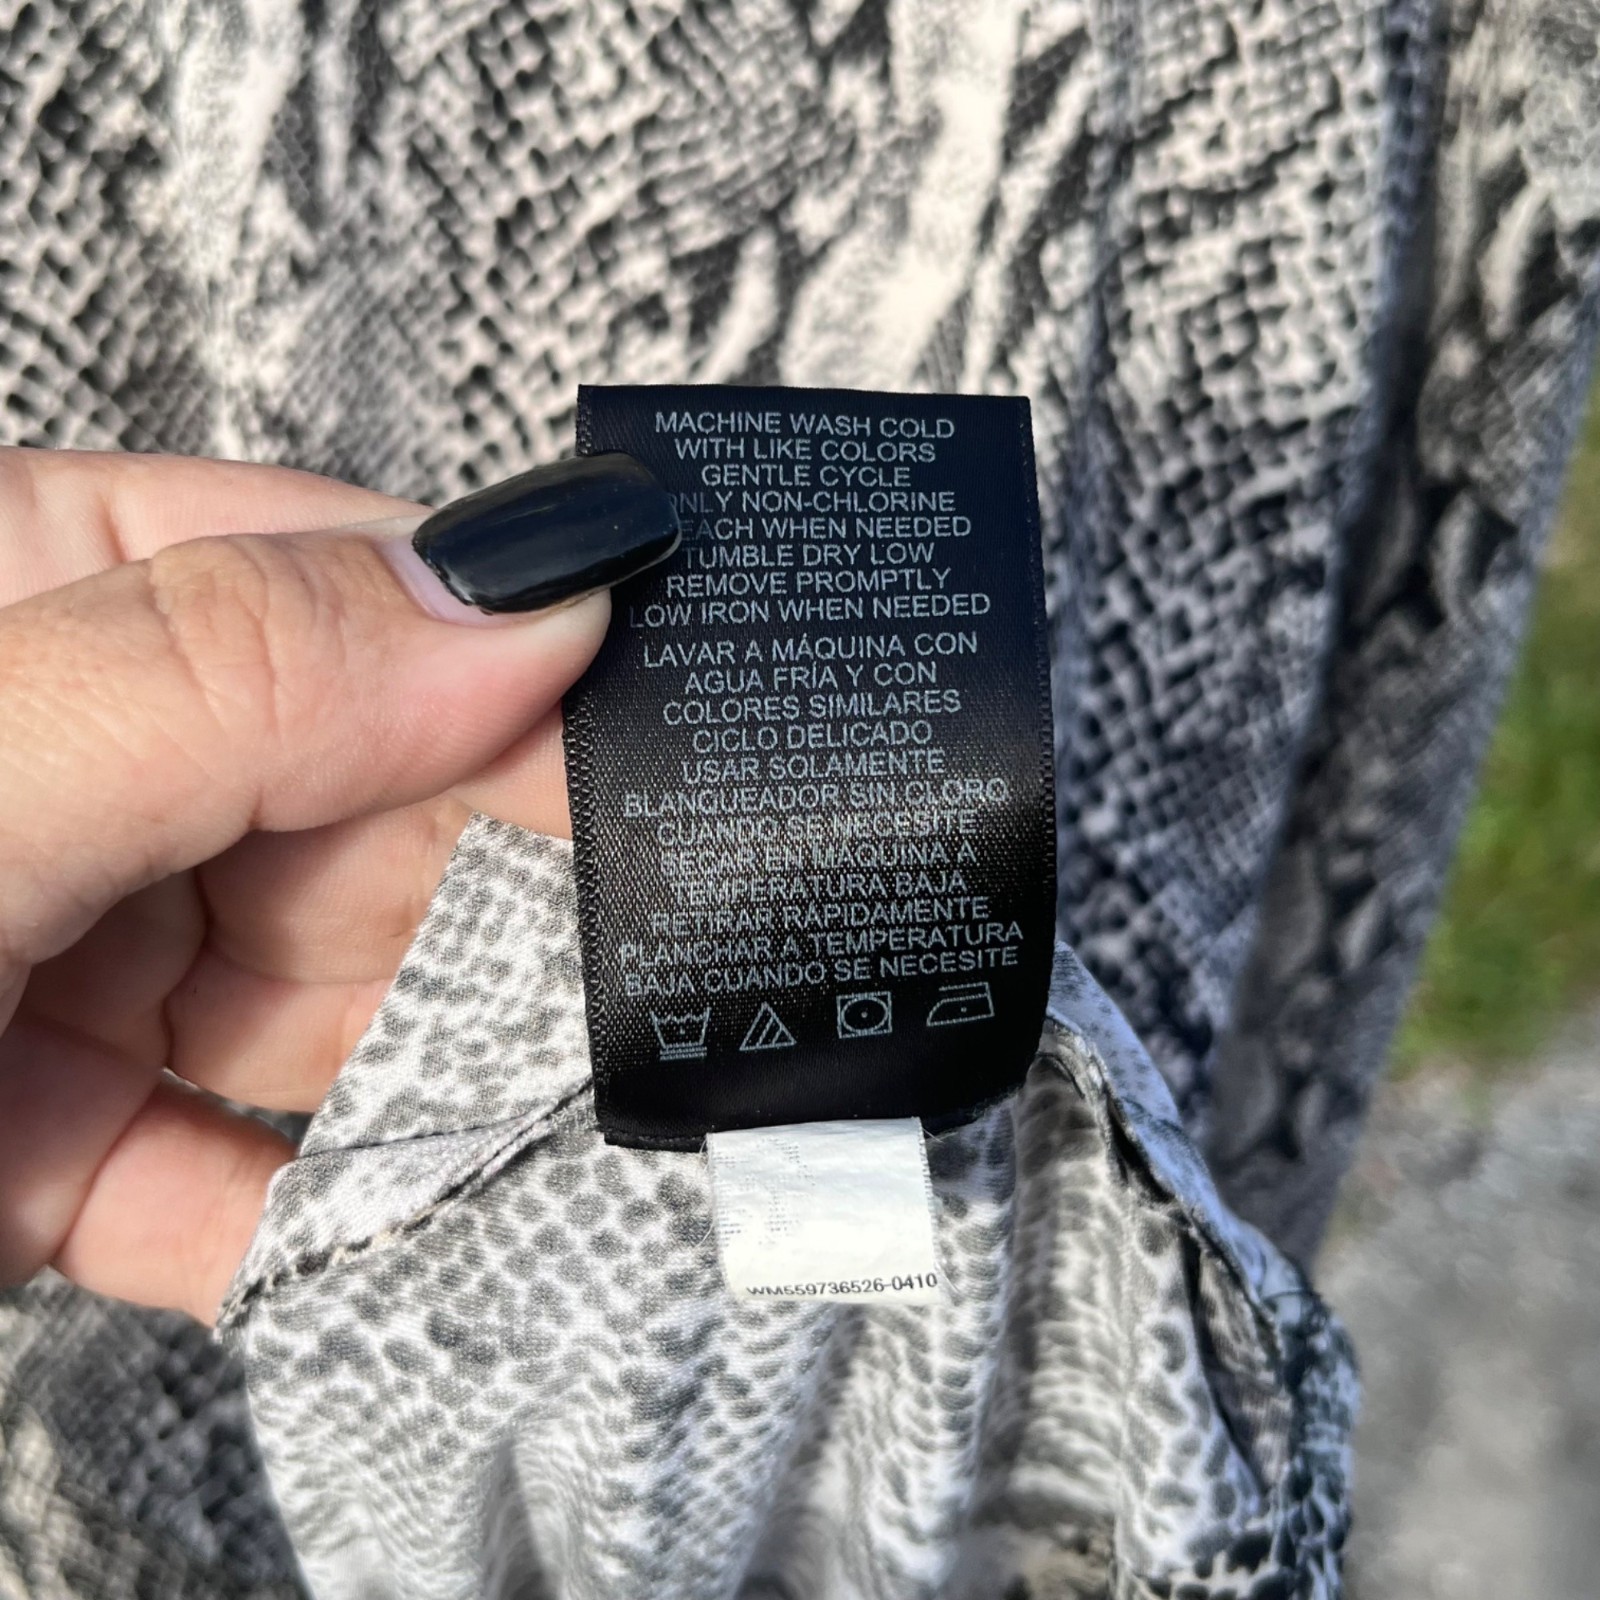 MACHINE WASH COLD
WITH LIKE COLORS
GENTLE CYCLE
NLY NON-CHLORINE
EACH WHEN NEEDED
TUMBLE DRY LOW
REMOVE PROMPTLY
LOW IRON WHEN NEEDED
LAVAR A MÁQUINA CON
AGUA FRÍA Y CON
COLORES SIMILARES
CICLO DELICADO
USAR SOLAMENTE
BLANQUEADOR SIN CLORO
CUANDO SE NECESITE
SECAR EN MÁQUINA A
TEMPERATURA BAJA
RETIRAR RÁPIDAMENTE
PLANCHAR A TEMPERATURA
BAJA CUANDO SE NECESITE
WM559736526-0410